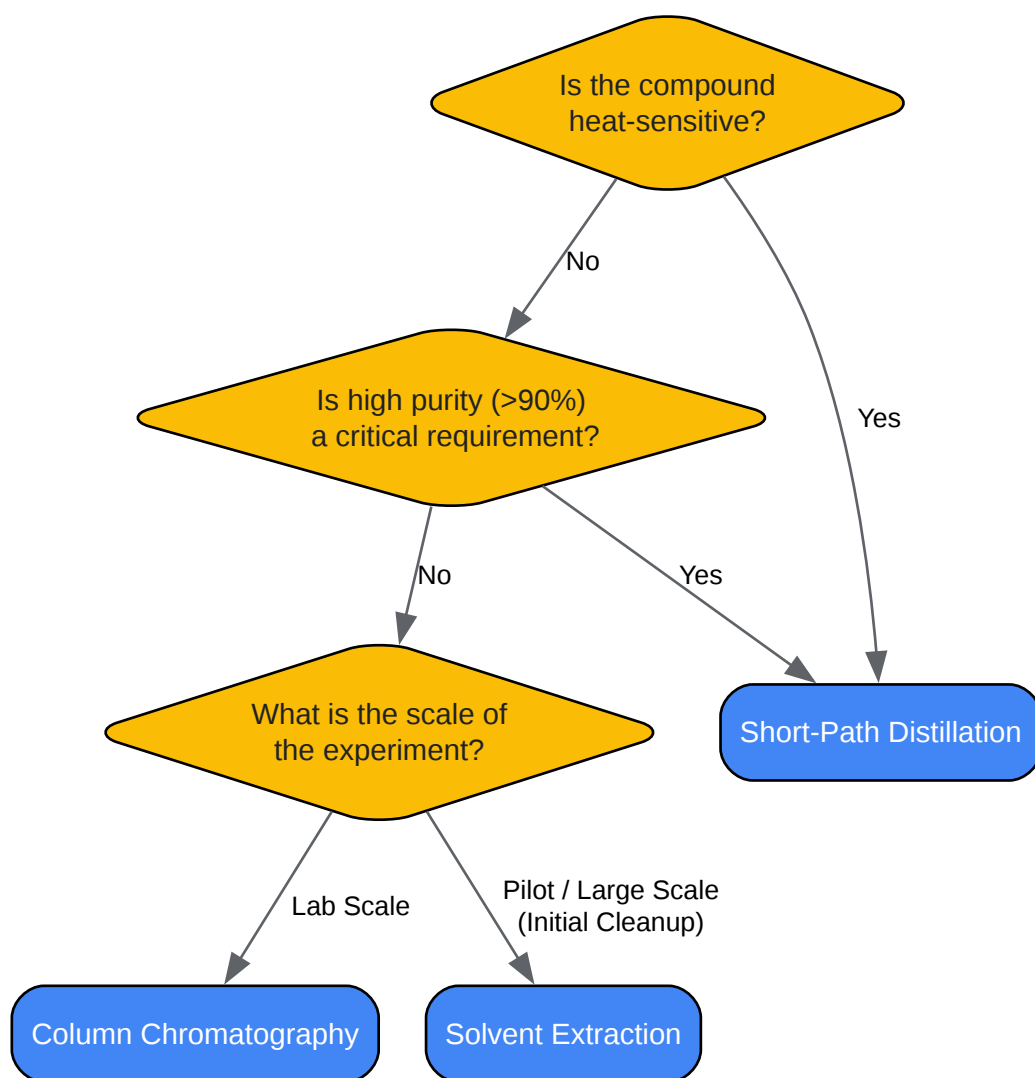 Is the compound
heat-sensitive?
No
Yes
Is high purity (>90%)
a critical requirement?
No
Yes
What is the scale of
the experiment?
Short-Path Distillation
Lab Scale
Pilot / Large Scale
(Initial Cleanup)
Column Chromatography
Solvent Extraction